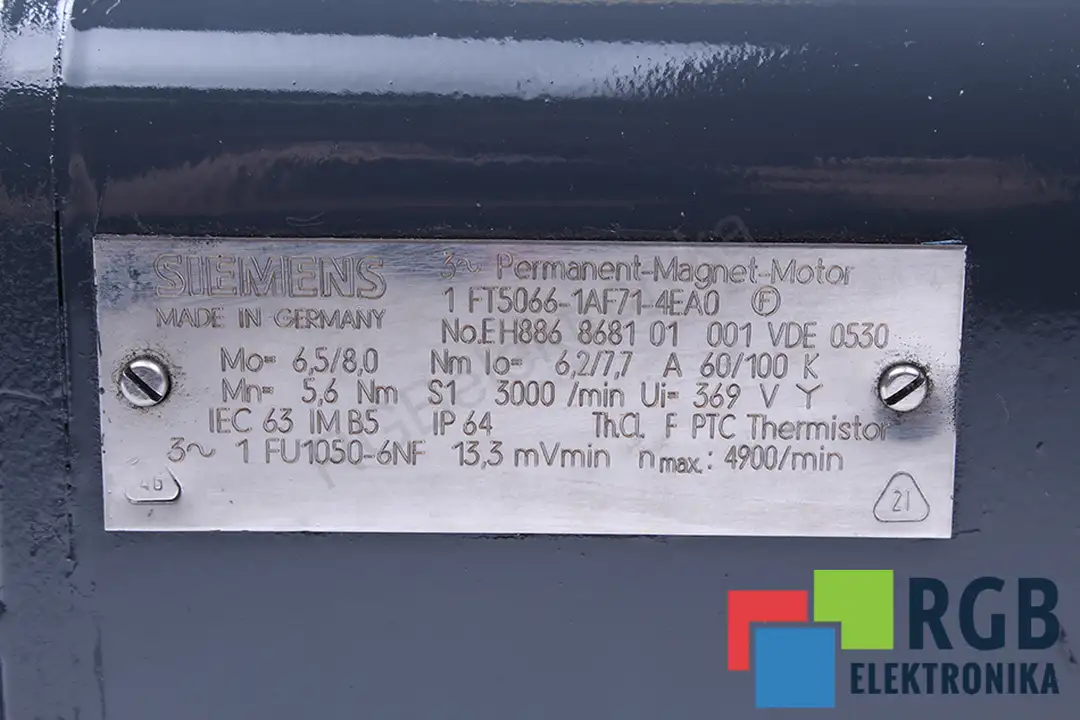 SIEMENS
MADE IN GERMANY
3~ Permanent-Magnet-Motor
1 FT5066-1AF71-4EA0 F
No.EH886 8681 01 001 VDE 0530
Mo= 6,5/8,0 Nm Io= 6,2/7,7 A 60/100 K
Mn= 5,6 Nm S1 3000 /min Ui= 369 V Y
IEC 63 IM B5 IP 64 Th.Cl. F PTC Thermistor
3~ 1 FU1050-6NF 13,3 mVmin nmax.: 4900/min
21
RGB
ELEKTRONIKA